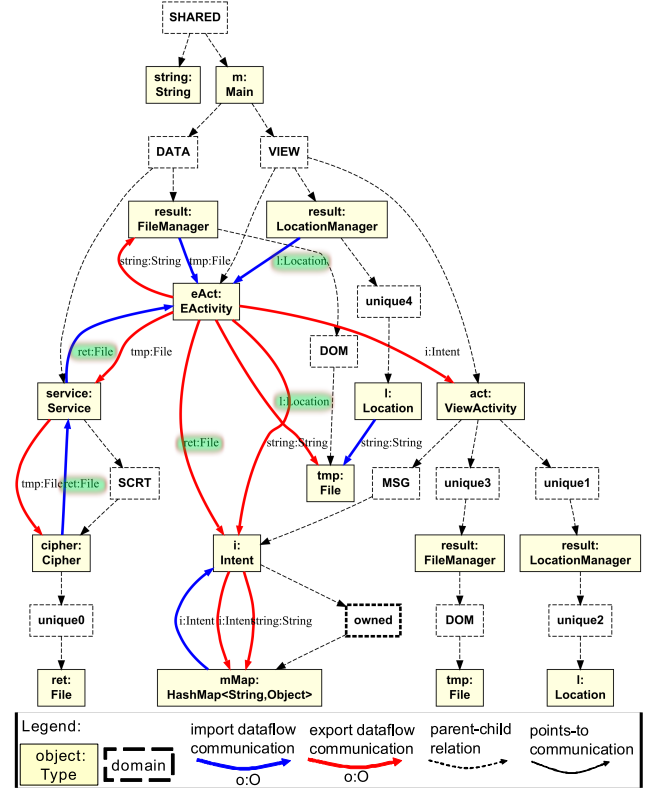 SHARED
string:
String
m:
Main
DATA
VIEW
result:
FileManager
result:
LocationManager
string:String
tmp:File
l:Location
eAct:
EActivity
unique4
DOM
ret:File
tmp:File
i:Intent
service:
Service
l:Location
l:
Location
act:
ViewActivity
ret:File
string:String
string:String
tmp:File
ret:File
SCRT
tmp:
File
MSG
unique3
unique1
cipher:
Cipher
i:
Intent
result:
FileManager
result:
LocationManager
unique0
i:Intent
i:Intent
string:String
owned
DOM
unique2
ret:
File
mMap:
HashMap<String,Object>
tmp:
File
l:
Location
Legend:
object:
Type
domain
import dataflow
communication
o:O
export dataflow
communication
o:O
parent-child
relation
points-to
communication